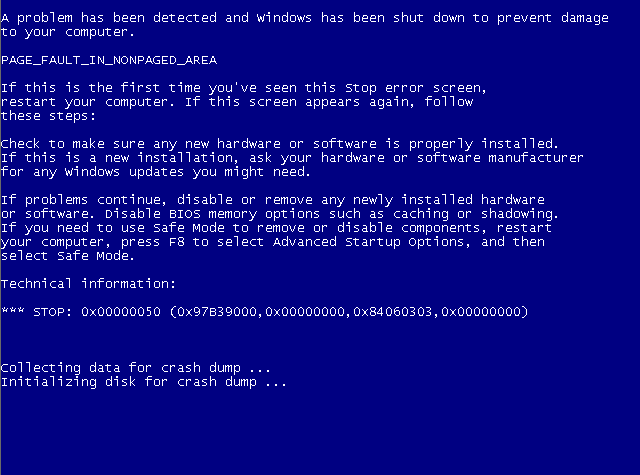 A problem has been detected and Windows has been shut down to prevent damage
to your computer.
PAGE_FAULT_IN_NONPAGED_AREA
If this is the first time you've seen this Stop error screen,
restart your computer. If this screen appears again, follow
these steps:
Check to make sure any new hardware or software is properly installed.
If this is a new installation, ask your hardware or software manufacturer
for any Windows updates you might need.
If problems continue, disable or remove any newly installed hardware
or software. Disable BIOS memory options such as caching or shadowing.
If you need to use Safe Mode to remove or disable components, restart
your computer, press F8 to select Advanced Startup Options, and then
select Safe Mode.
Technical information:
*** STOP: 0x00000050 (0x97B39000,0x00000000,0x84060303,0x00000000)
Collecting data for crash dump ...
Initializing disk for crash dump ...